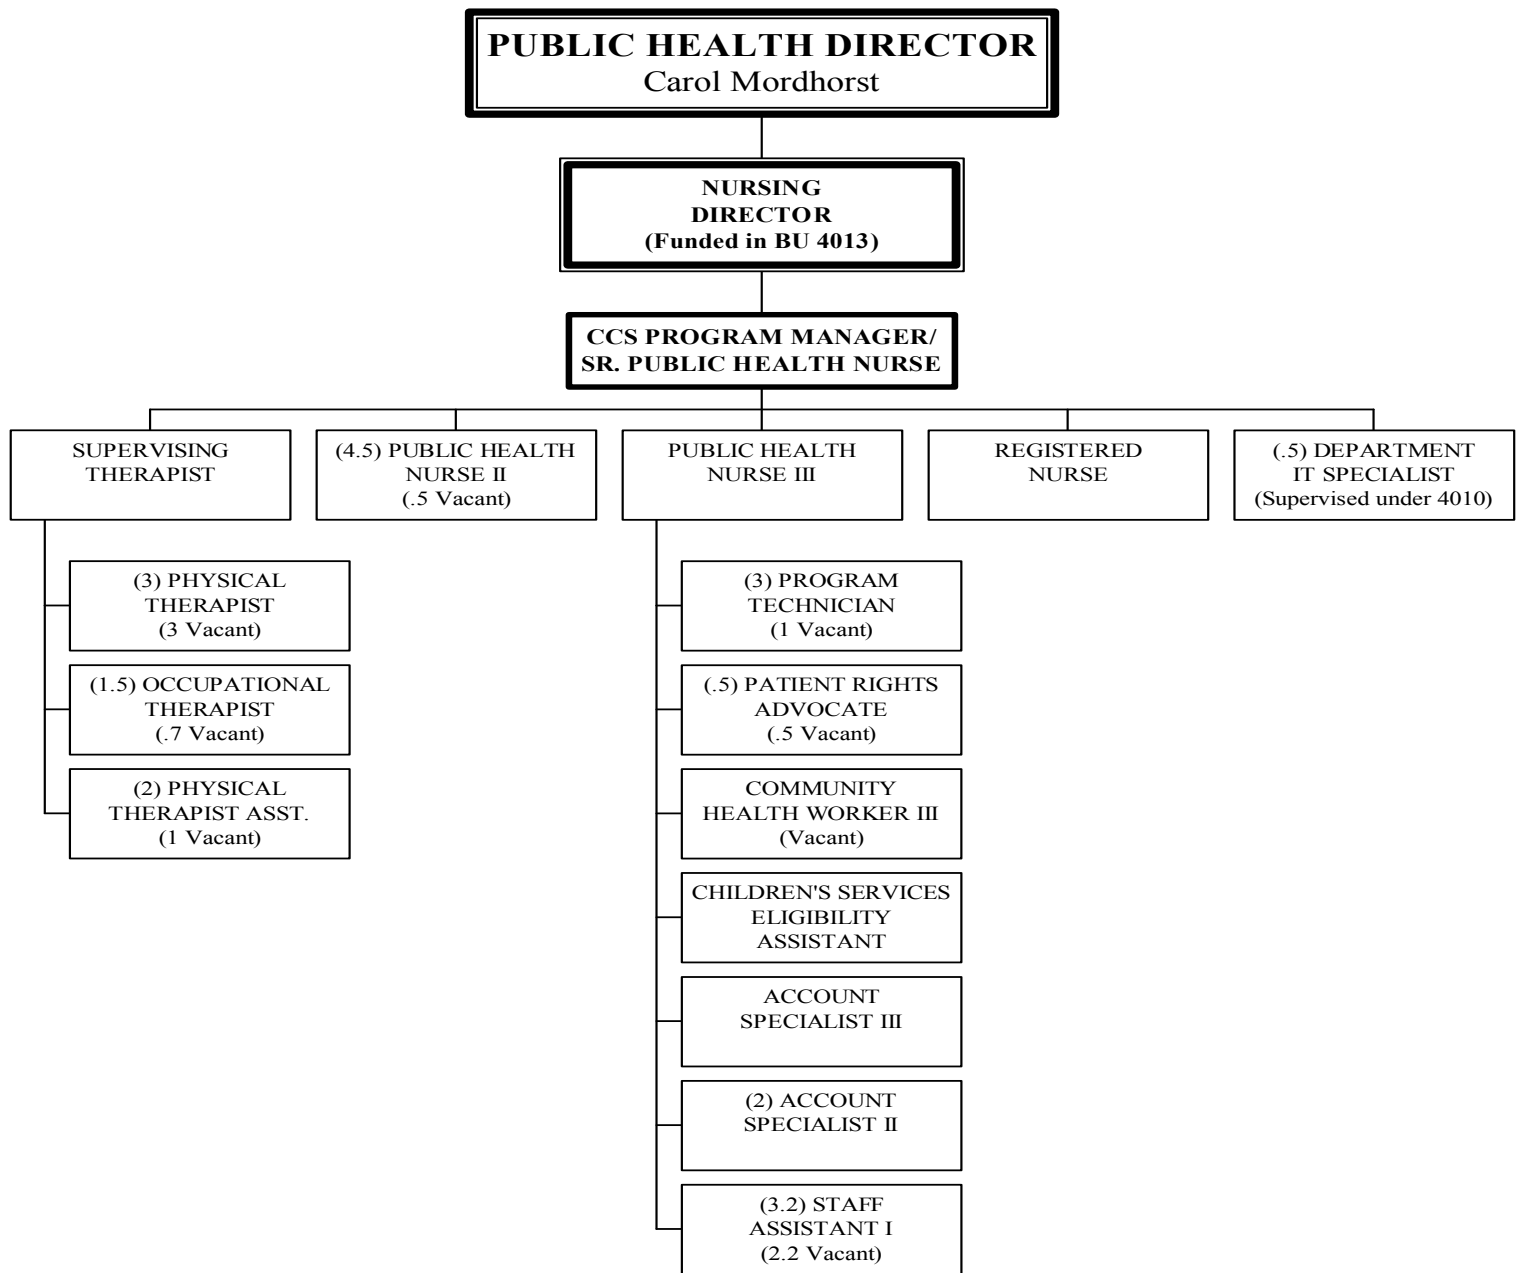 PUBLIC HEALTH DIRECTOR
Carol Mordhorst
NURSING
DIRECTOR
(Funded in BU 4013)
CCS PROGRAM MANAGER/
SR. PUBLIC HEALTH NURSE
SUPERVISING
THERAPIST
(4.5) PUBLIC HEALTH
NURSE II
(.5 Vacant)
PUBLIC HEALTH
NURSE III
REGISTERED
NURSE
(.5) DEPARTMENT
IT SPECIALIST
(Supervised under 4010)
(3) PHYSICAL
THERAPIST
(3 Vacant)
(1.5) OCCUPATIONAL
THERAPIST
(.7 Vacant)
(2) PHYSICAL
THERAPIST ASST.
(1 Vacant)
(3) PROGRAM
TECHNICIAN
(1 Vacant)
(.5) PATIENT RIGHTS
ADVOCATE
(.5 Vacant)
COMMUNITY
HEALTH WORKER III
(Vacant)
CHILDREN'S SERVICES
ELIGIBILITY
ASSISTANT
ACCOUNT
SPECIALIST III
(2) ACCOUNT
SPECIALIST II
(3.2) STAFF
ASSISTANT I
(2.2 Vacant)